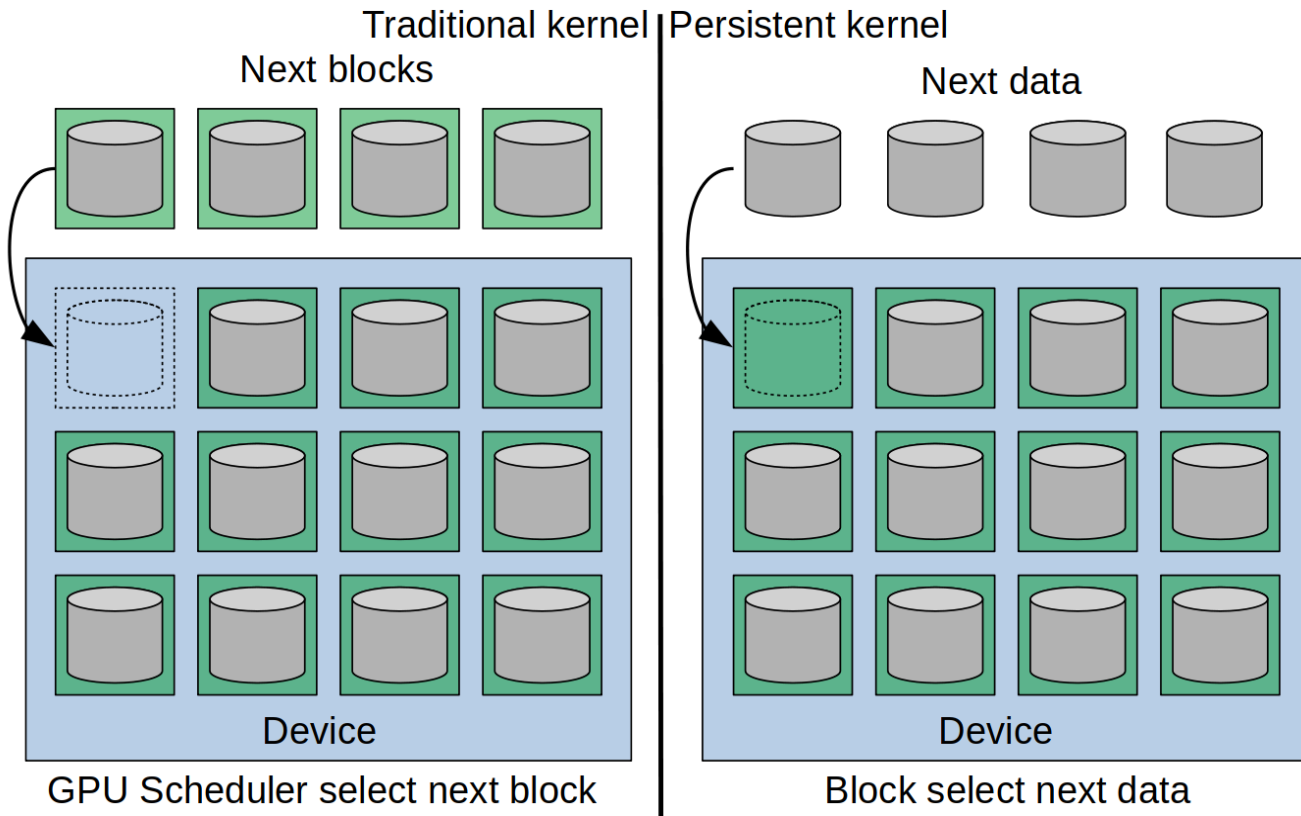 Traditional kernel
Persistent kernel
Next blocks
Next data
Device
Device
GPU Scheduler select next block
Block select next data